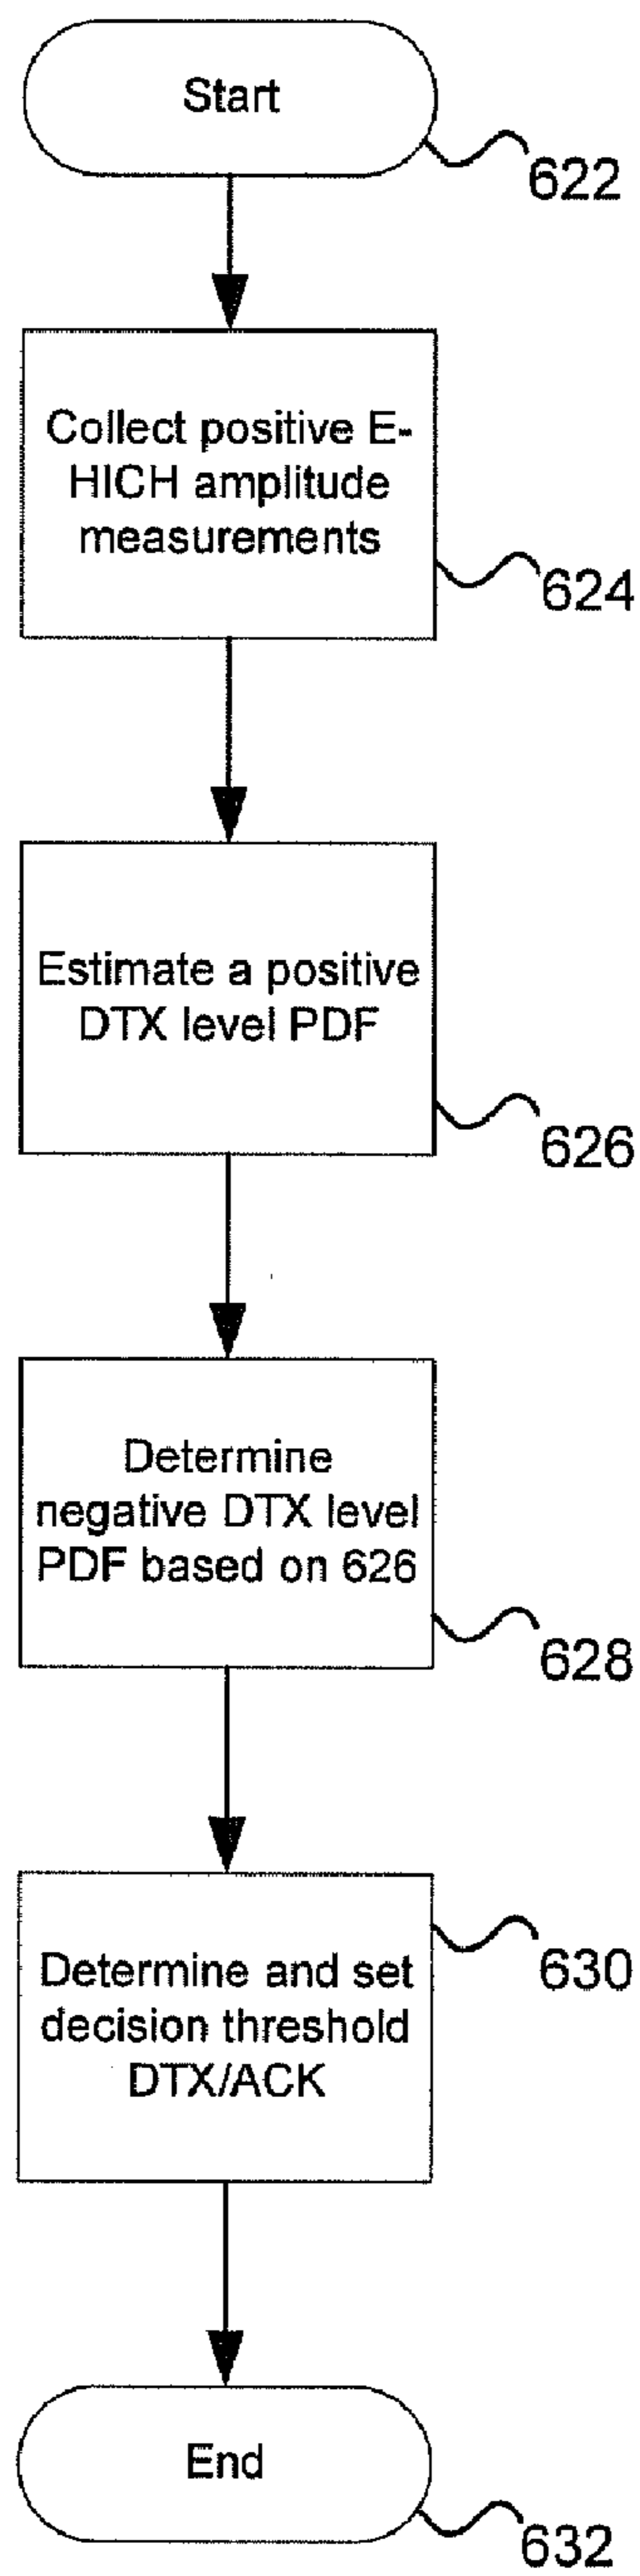 Start
622
Collect positive E-
HICH amplitude
measurements
624
Estimate a positive
DTX level PDF
626
Determine
negative DTX level
PDF based on 626
628
630
Determine and set
decision threshold
DTX/ACK
End
632